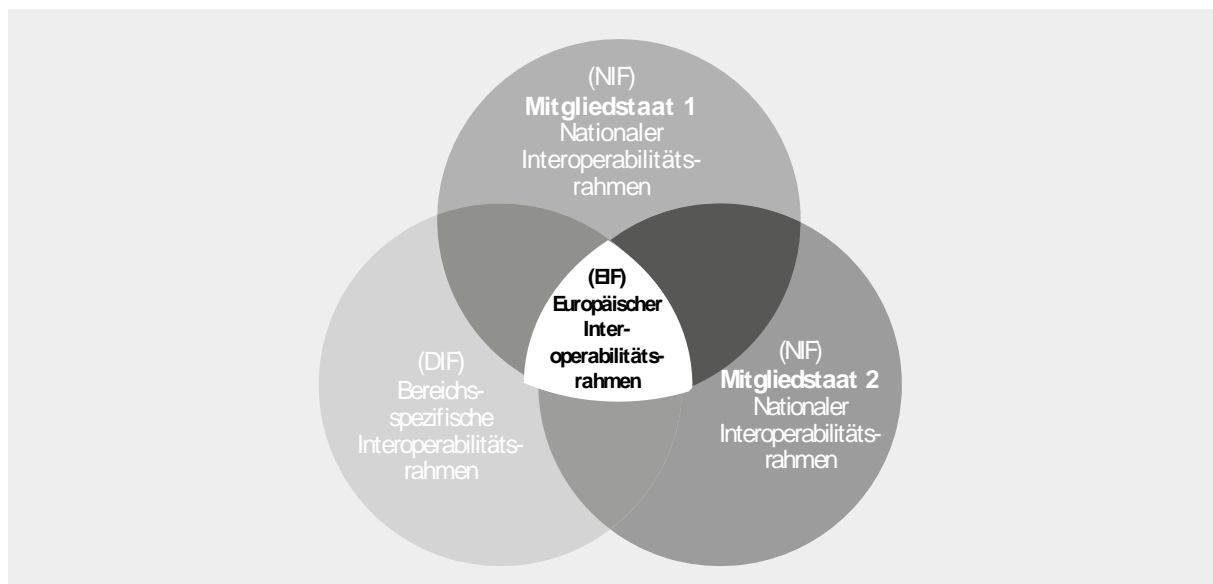 (NIF)
Mitgliedstaat 1
Nationaler
Interoperabilitäts-
rahmen
(EIF)
Europäischer
Inter-
operabilitäts-
rahmen
(DIF)
Bereichs-
spezifische
Interoperabilitäts-
rahmen
(NIF)
Mitgliedstaat 2
Nationaler
Interoperabilitäts-
rahmen